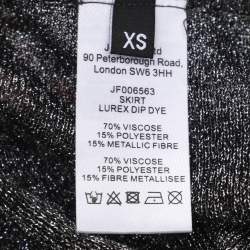 XS
Ltd
90 Peterborough Road,
London SW6 3HH
JF006563
SKIRT
LUREX DIP DYE
70% VISCOSE
15% POLYESTER
15% METALLIC FIBRE
70% VISCOSE
15% POLYESTER
15% FIBRE METALLISEE